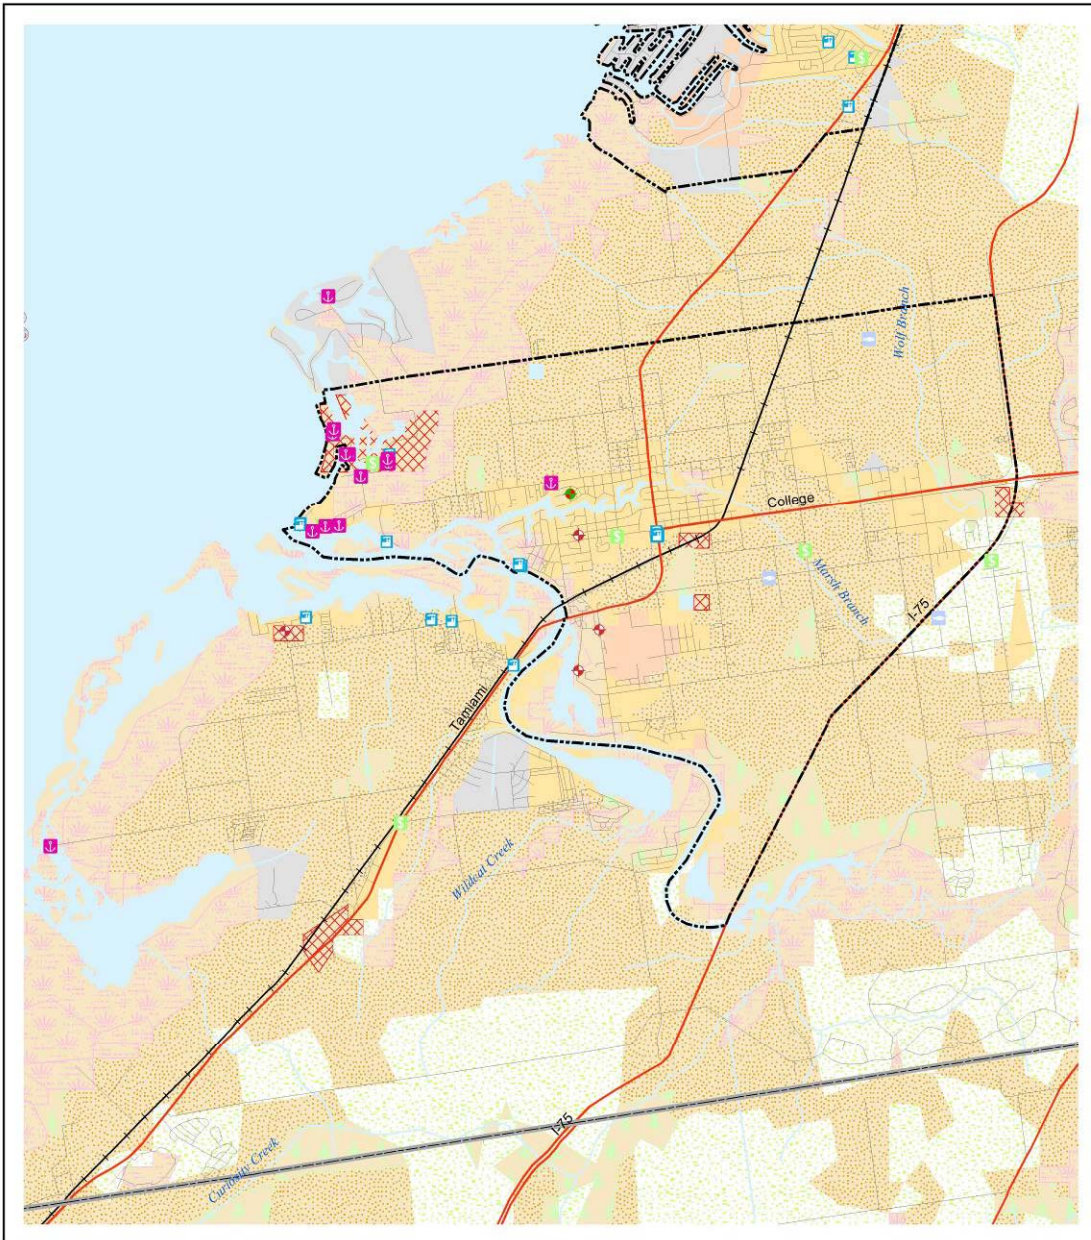 Wolf Branch
College
Marsh Branch
I-75
Tamiami
Wildcat Creek
I-75
Curiosity Creek